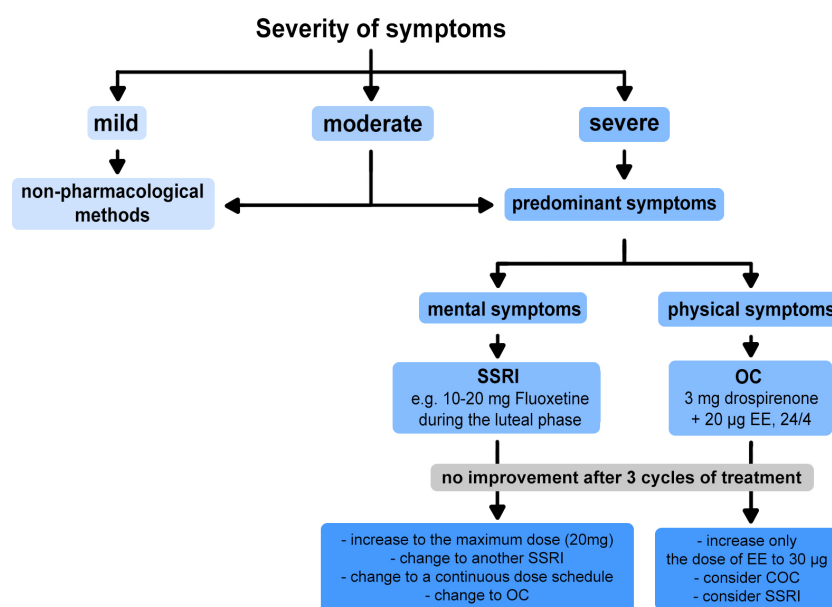 Severity of symptoms
mild
moderate
severe
non-pharmacological
methods
predominant symptoms
mental symptoms
physical symptoms
SSRI
e.g. 10-20 mg Fluoxetine
during the luteal phase
OC
3 mg drospirenone
+ 20 µg EE, 24/4
no improvement after 3 cycles of treatment
- increase to the maximum dose (20mg)
- change to another SSRI
- change to a continuous dose schedule
- change to OC
- increase only
the dose of EE to 30 µg
- consider COC
- consider SSRI